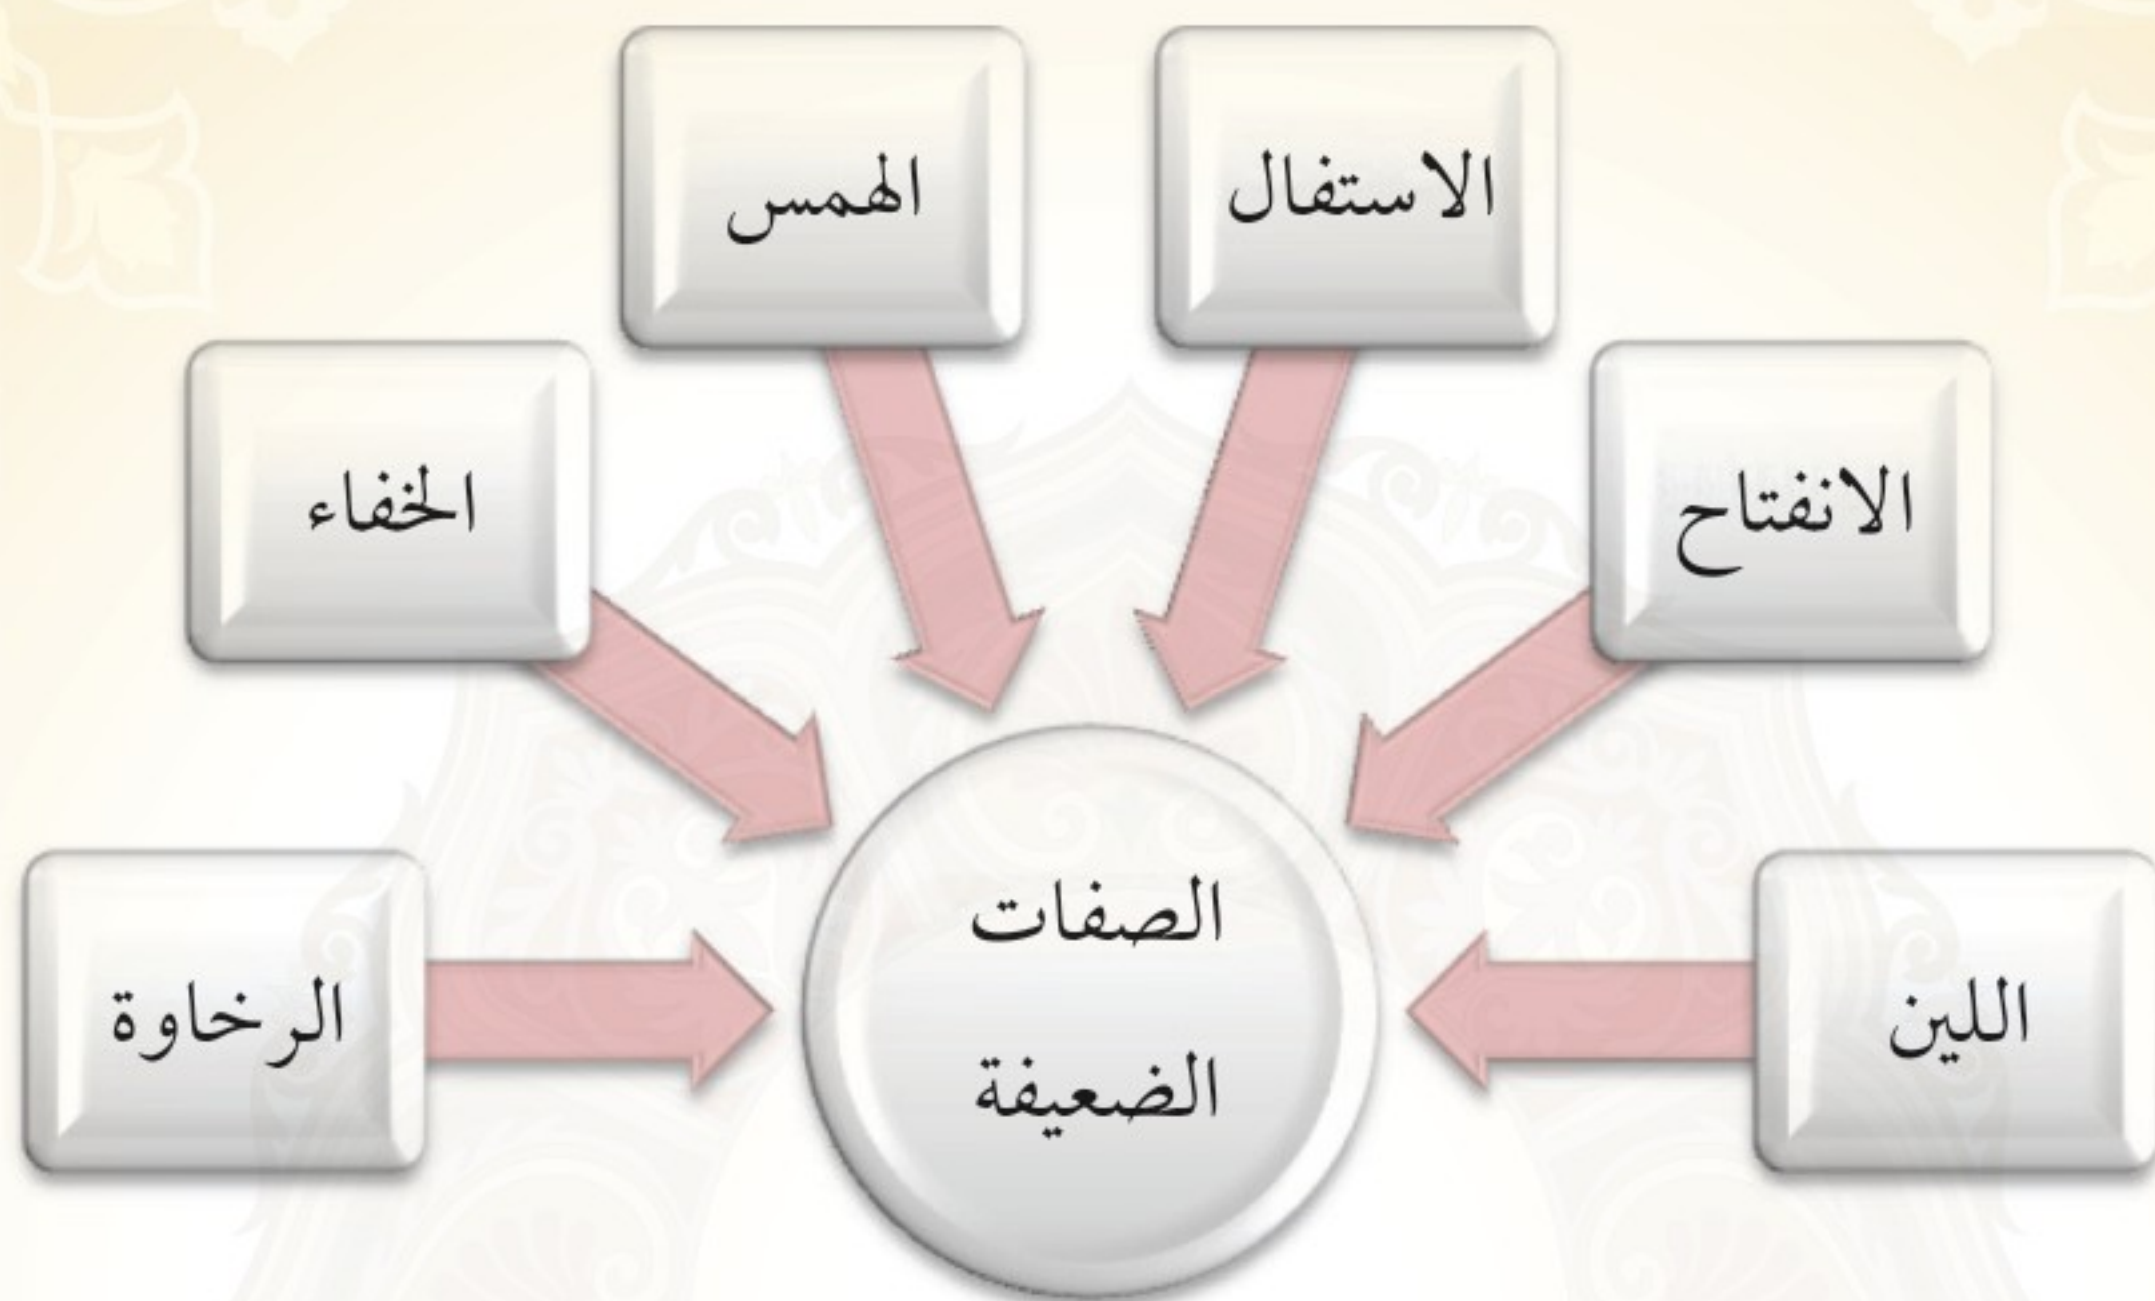 الاستفال
الهمس
الانفتاح
الخفاء
اللين
الرخاوة
الصفات
الضعيفة